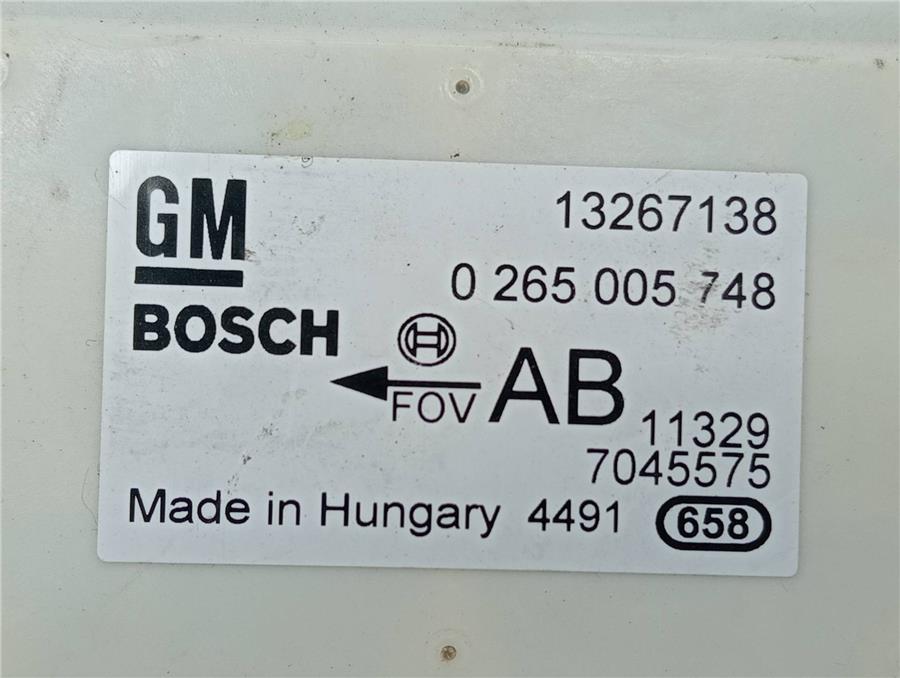 GM
13267138
0 265 005 748
BOSCH
FOV
AB
11329
7045575
Made in Hungary 4491 658